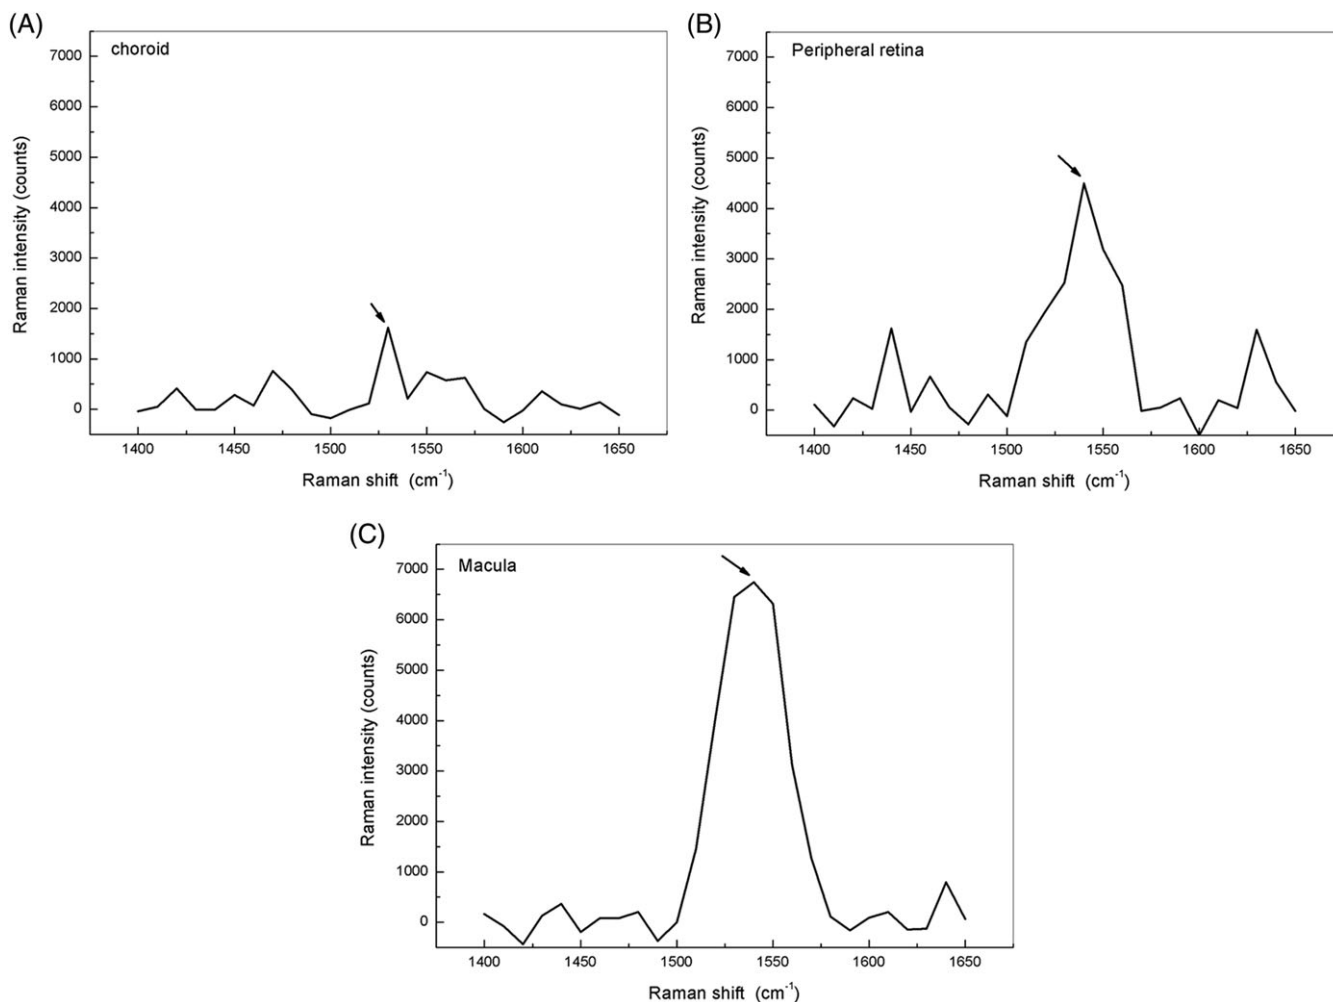 (A)
choroid
7000
6000
5000
4000
3000
2000
1000
0
Raman intensity (counts)
1400 1450 1500 1550 1600 1650
Raman shift (cm⁻¹)
(B)
Peripheral retina
7000
6000
5000
4000
3000
2000
1000
0
Raman intensity (counts)
1400 1450 1500 1550 1600 1650
Raman shift (cm⁻¹)
(C)
Macula
7000
6000
5000
4000
3000
2000
1000
0
Raman intensity (counts)
1400 1450 1500 1550 1600 1650
Raman shift (cm⁻¹)